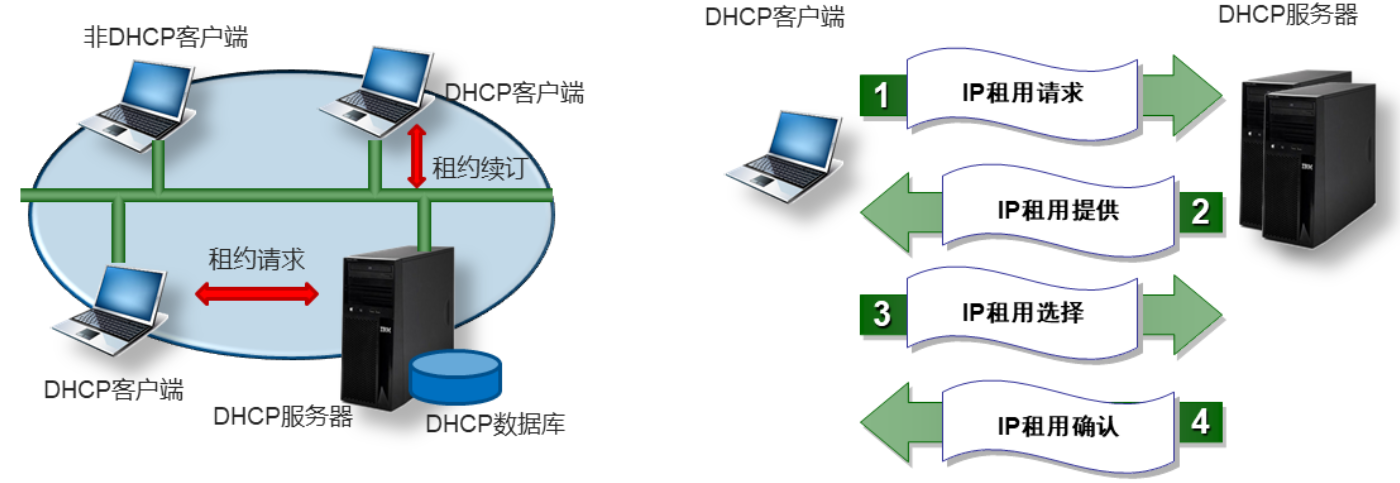 非DHCP客户端
DHCP客户端
租约续订
租约请求
DHCP客户端
DHCP服务器
DHCP数据库
IBM
DHCP客户端
DHCP服务器
1
IP租用请求
IP租用提供
2
3
IP租用选择
IP租用确认
4
IBM